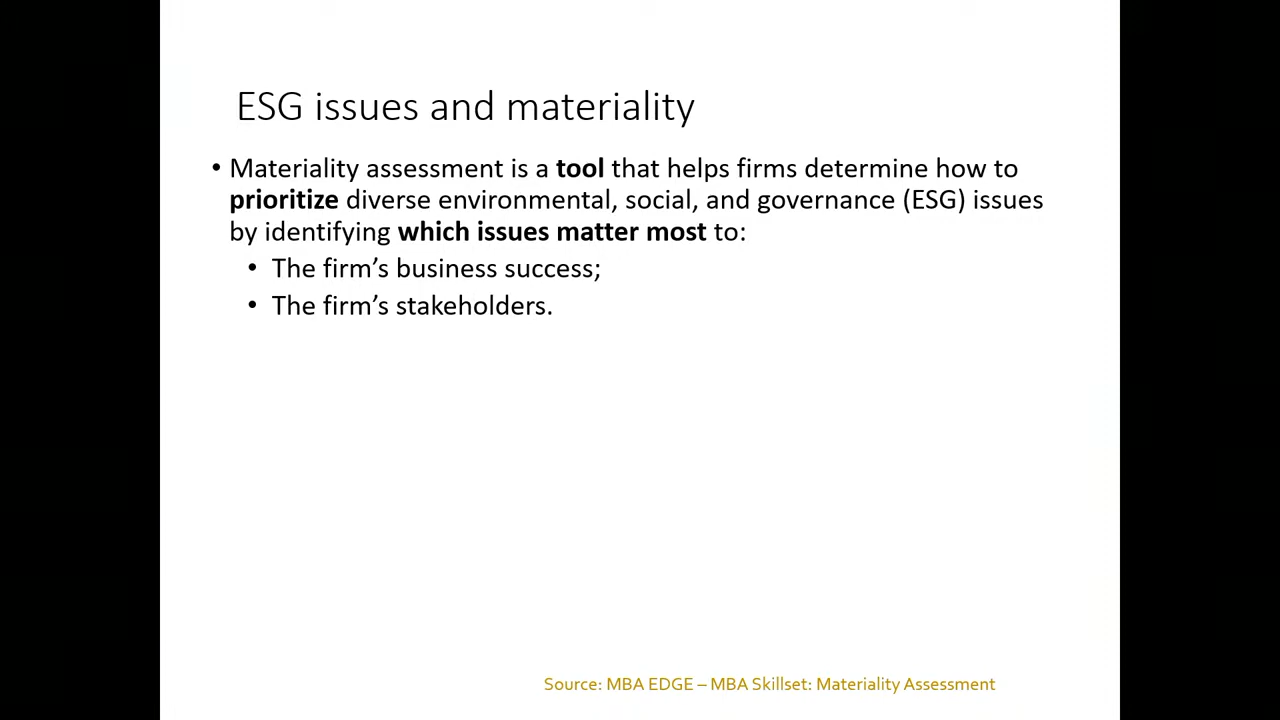 ESG issues and materiality
• Materiality assessment is a tool that helps firms determine how to
prioritize diverse environmental, social, and governance (ESG) issues
by identifying which issues matter most to:
• The firm’s business success;
• The firm’s stakeholders.
Source: MBA EDGE – MBA Skillset: Materiality Assessment